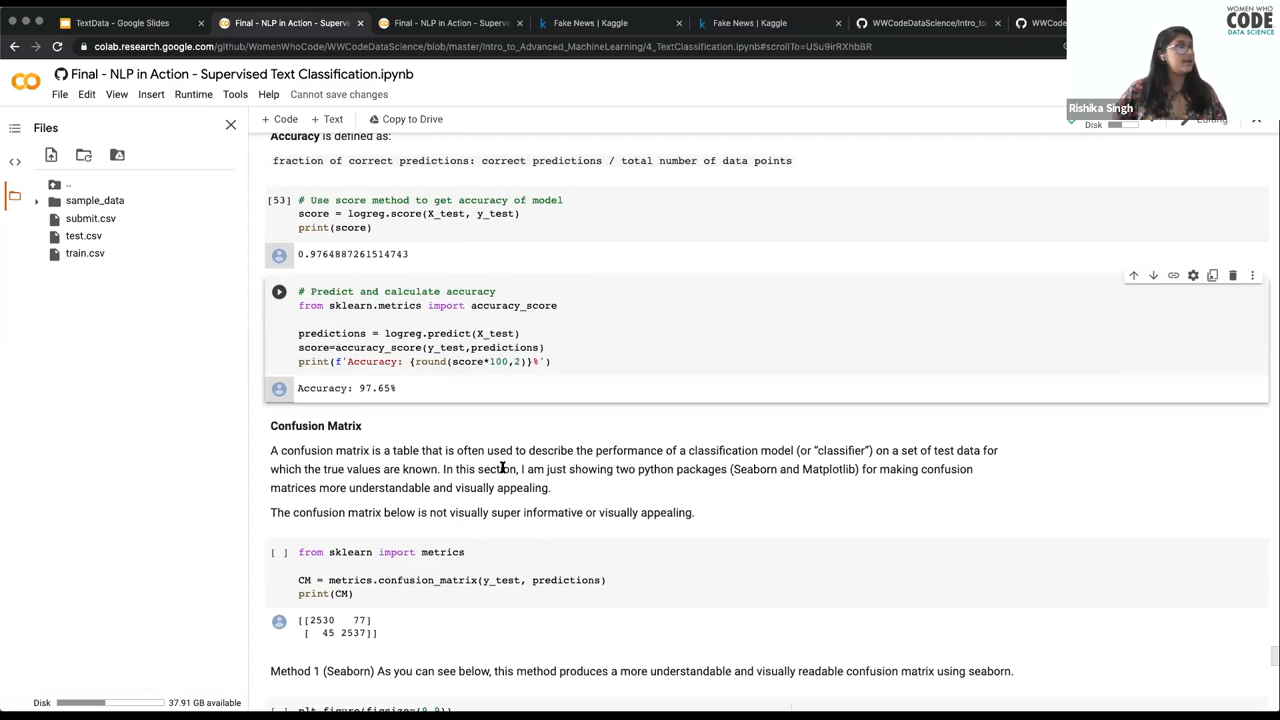 TextData - Google Slides
Final - NLP in Action - Supervis
Final - NLP in Action - Supervis
Fake News | Kaggle
Fake News | Kaggle
WWCodeDataScience/Intro_to
WWCode
WOMEN WHO
CODE
DATA SCIENCE
colab.research.google.com/github/WomenWhoCode/WWCodeDataScience/blob/master/Intro_to_Advanced_MachineLearning/4_TextClassification.ipynb#scrollTo=USu9irRXhbBR
Final - NLP in Action - Supervised Text Classification.ipynb
File Edit View Insert Runtime Tools Help Cannot save changes
Rishika Singh
Files
+ Code + Text Copy to Drive
Disk
Editing
..
sample_data
submit.csv
test.csv
train.csv
Accuracy is defined as:
fraction of correct predictions: correct predictions / total number of data points
[53] # Use score method to get accuracy of model
score = logreg.score(X_test, y_test)
print(score)
0.9764887261514743
# Predict and calculate accuracy
from sklearn.metrics import accuracy_score
predictions = logreg.predict(X_test)
score=accuracy_score(y_test,predictions)
print(f'Accuracy: {round(score*100,2)}%')
Accuracy: 97.65%
Confusion Matrix
A confusion matrix is a table that is often used to describe the performance of a classification model (or "classifier") on a set of test data for
which the true values are known. In this section, I am just showing two python packages (Seaborn and Matplotlib) for making confusion
matrices more understandable and visually appealing.
The confusion matrix below is not visually super informative or visually appealing.
[ ] from sklearn import metrics
CM = metrics.confusion_matrix(y_test, predictions)
print(CM)
[[2530 77]
[ 45 2537]]
Method 1 (Seaborn) As you can see below, this method produces a more understandable and visually readable confusion matrix using seaborn.
[ ] plt.figure(figsize=(9,9))
Disk 37.91 GB available